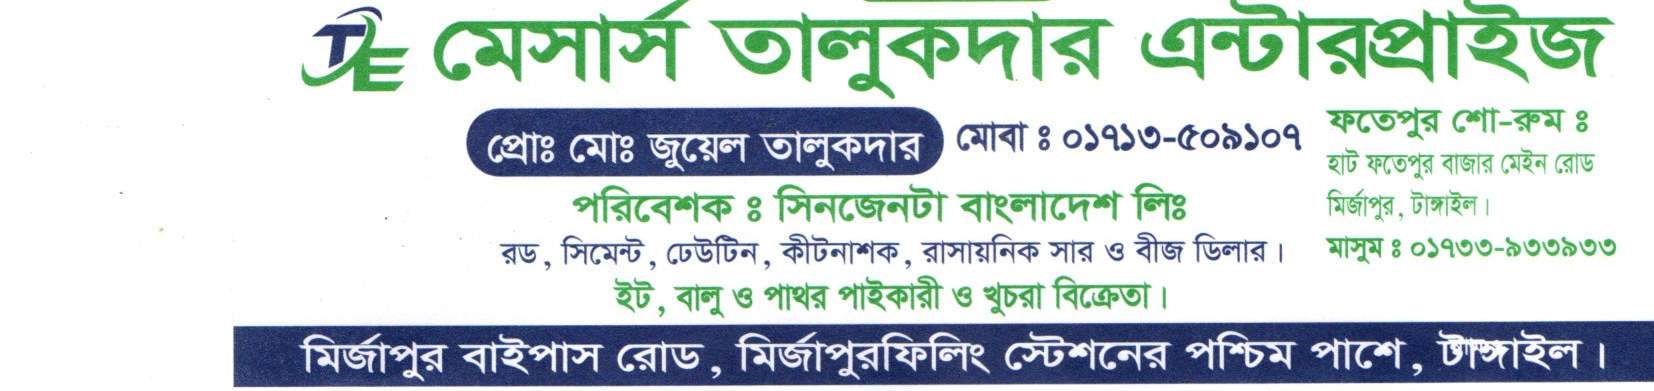 TE মেসার্স তালুকদার এন্টারপ্রাইজ
প্রোঃ মোঃ জুয়েল তালুকদার মোবা : ০১৭১৩-৫০৯১০৭
পরিবেশক : সিনজেনটা বাংলাদেশ লিঃ
রড, সিমেন্ট, ঢেউটিন, কীটনাশক, রাসায়নিক সার ও বীজ ডিলার।
ইট, বালু ও পাথর পাইকারী ও খুচরা বিক্রেতা।
ফতেপুর শো-রুম :
হাট ফতেপুর বাজার মেইন রোড
মির্জাপুর, টাঙ্গাইল।
মাসুম : ০১৭৩৩-৯৩৩৯৩৩
মির্জাপুর বাইপাস রোড, মির্জাপুরফিলিং স্টেশনের পশ্চিম পাশে, টাঙ্গাইল।